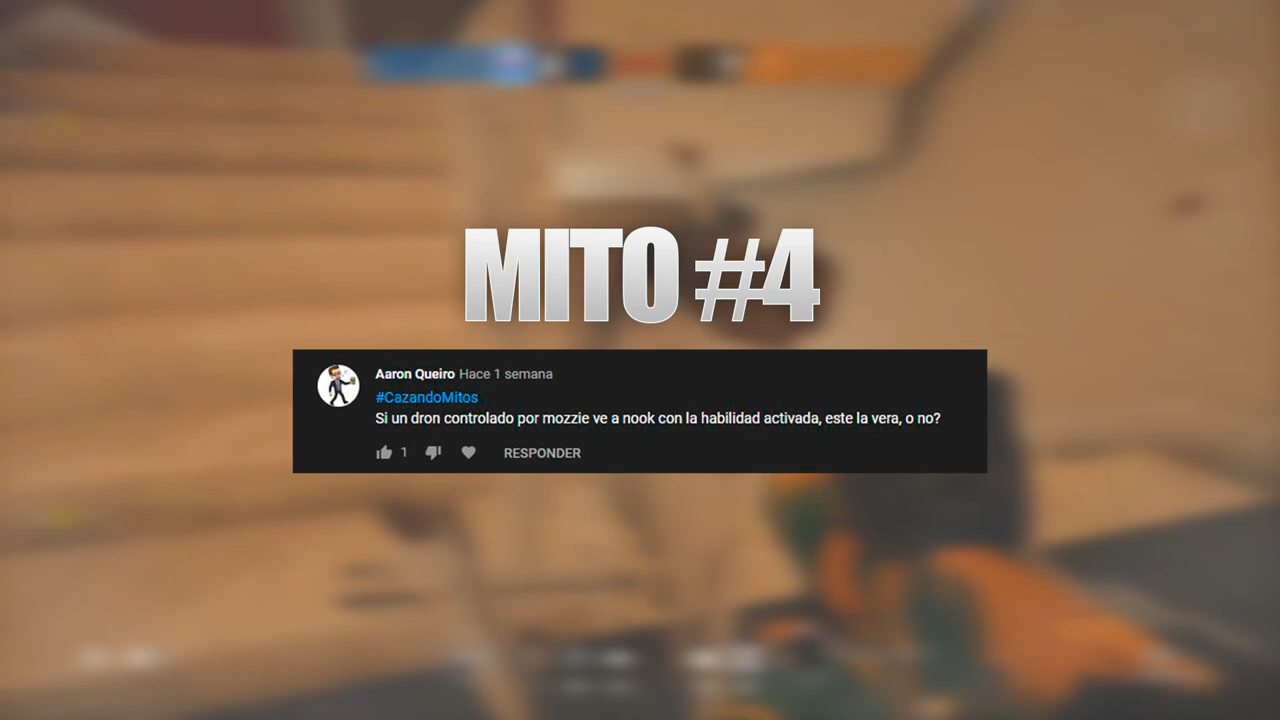 MITO #4
Aaron Queiro Hace 1 semana
#CazandoMitos
Si un dron controlado por mozzie ve a nook con la habilidad activada, este la vera, o no?
1 RESPONDER